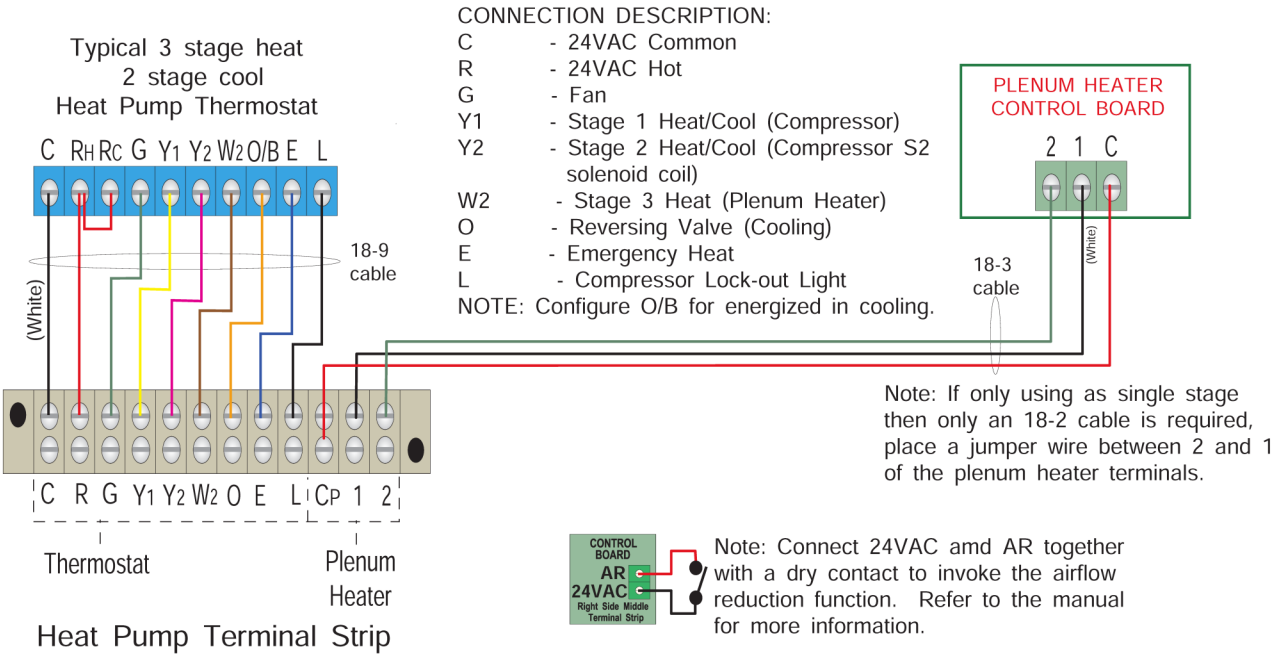 Typical 3 stage heat
2 stage cool
Heat Pump Thermostat
C RH RC G Y1 Y2 W2 O/B E L
18-9
cable
(White)
C R G Y1 Y2 W2 O E L CP 1 2
Thermostat
Plenum
Heater
Heat Pump Terminal Strip
CONNECTION DESCRIPTION:
C - 24VAC Common
R - 24VAC Hot
G - Fan
Y1 - Stage 1 Heat/Cool (Compressor)
Y2 - Stage 2 Heat/Cool (Compressor S2
solenoid coil)
W2 - Stage 3 Heat (Plenum Heater)
O - Reversing Valve (Cooling)
E - Emergency Heat
L - Compressor Lock-out Light
NOTE: Configure O/B for energized in cooling.
PLENUM HEATER
CONTROL BOARD
2 1 C
(White)
18-3
cable
Note: If only using as single stage
then only an 18-2 cable is required,
place a jumper wire between 2 and 1
of the plenum heater terminals.
CONTROL
BOARD
AR
24VAC
Right Side Middle
Terminal Strip
Note: Connect 24VAC amd AR together
with a dry contact to invoke the airflow
reduction function. Refer to the manual
for more information.